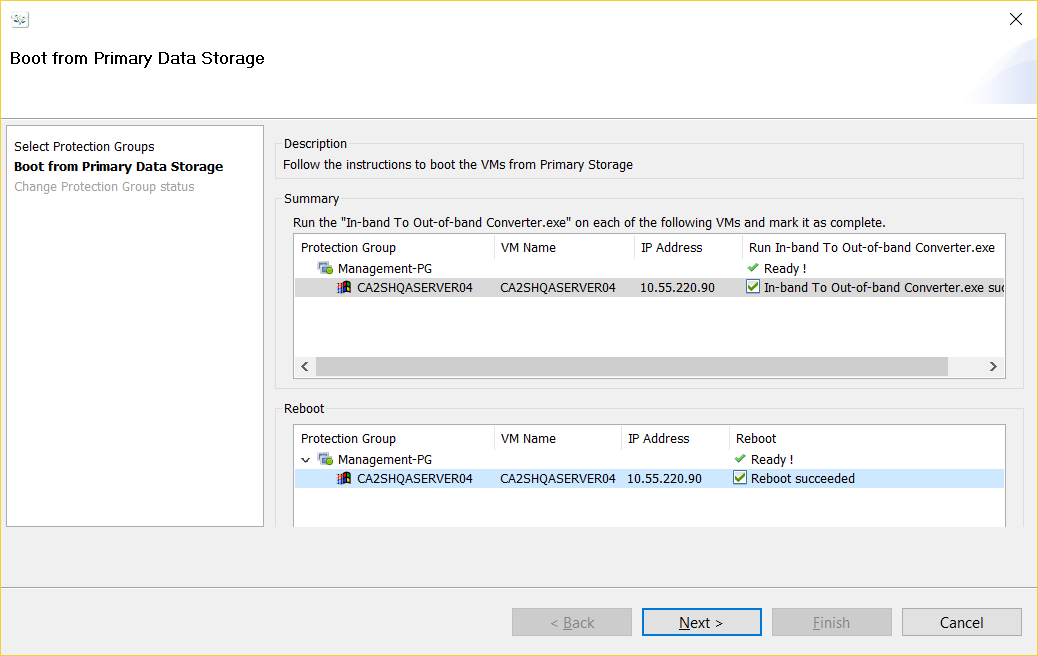 Boot from Primary Data Storage
Select Protection Groups
Boot from Primary Data Storage
Change Protection Group status
Description
Follow the instructions to boot the VMs from Primary Storage
Summary
Run the "In-band To Out-of-band Converter.exe" on each of the following VMs and mark it as complete.
Protection Group VM Name IP Address Run In-band To Out-of-band Converter.exe
Management-PG Ready !
CA2SHQASERVER04 CA2SHQASERVER04 10.55.220.90 In-band To Out-of-band Converter.exe suc
Reboot
Protection Group VM Name IP Address Reboot
Management-PG Ready !
CA2SHQASERVER04 CA2SHQASERVER04 10.55.220.90 Reboot succeeded
< Back Next > Finish Cancel